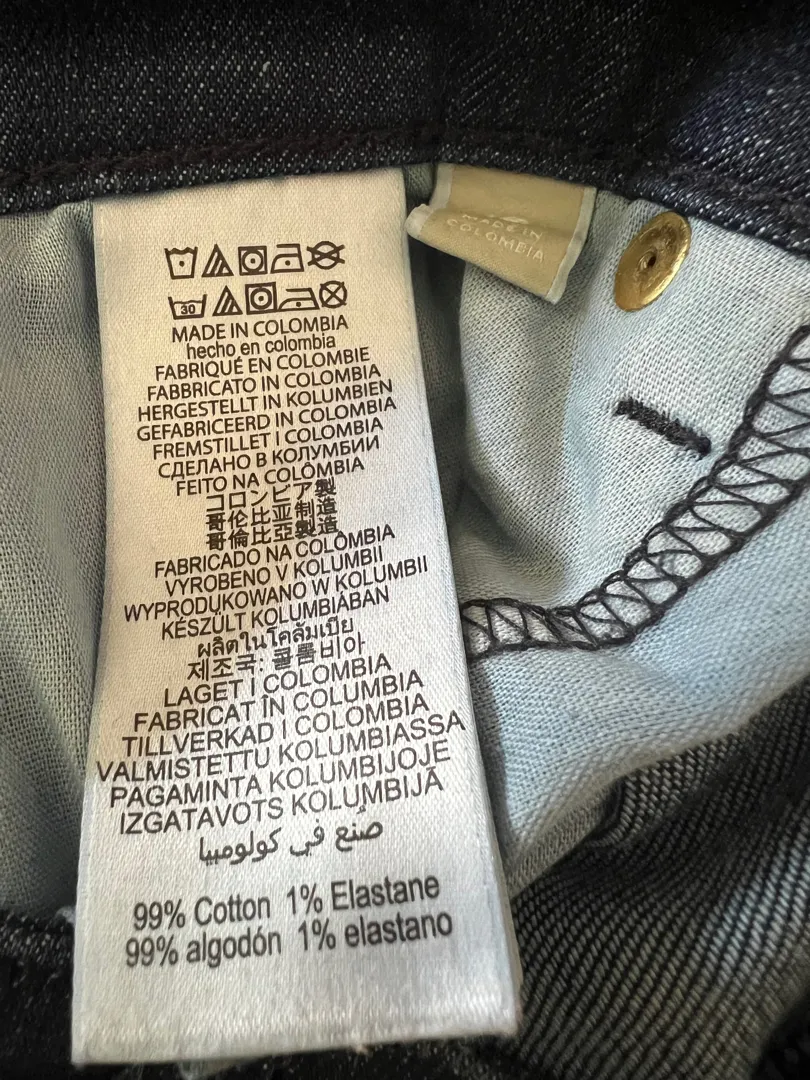 30
MADE IN COLOMBIA
hecho en colombia
FABRIQUÉ EN COLOMBIE
FABBRICATO IN COLOMBIA
HERGESTELLT IN KOLUMBIEN
GEFABRICEERD IN COLOMBIA
FREMSTILLET I COLOMBIA
СДЕЛАНО В КОЛУМБИИ
FEITO NA COLÔMBIA
コロンビア製
哥伦比亚制造
哥倫比亞製造
FABRICADO NA COLÔMBIA
VYROBENO V KOLUMBII
WYPRODUKOWANO W KOLUMBII
KÉSZÜLT KOLUMBIÁBAN
ผลิตในโคลัมเบีย
제조국: 콜롬비아
LAGET I COLOMBIA
FABRICAT ÎN COLUMBIA
TILLVERKAD I COLOMBIA
VALMISTETTU KOLUMBIASSA
PAGAMINTA KOLUMBIJOJE
IZGATAVOTS KOLUMBIJĀ
صُنع في كولومبيا
99% Cotton 1% Elastane
99% algodón 1% elastano
MADE IN
COLOMBIA